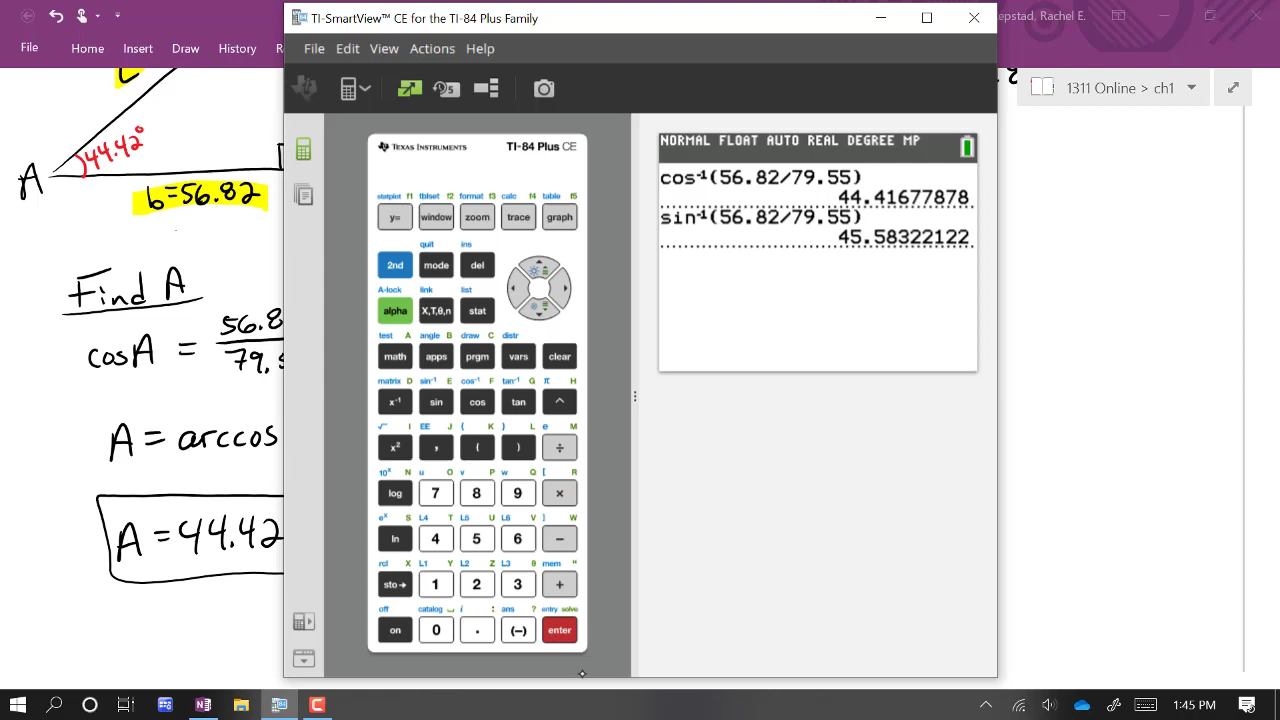 TI-SmartView™ CE for the TI-84 Plus Family
epstad, Rachel E.
File Home Insert Draw History
File Edit View Actions Help
1311 Online > ch1
44.42°
A
b=56.82
Find A
cosA = 56.8
79.5
A = arccos
A = 44.42
TEXAS INSTRUMENTS TI-84 Plus CE
statplot f1 tblset f2 format f3 calc f4 table f5
y= window zoom trace graph
quit ins
2nd mode del
A-lock link list
alpha X,T,θ,n stat
test A angle B draw C distr
math apps prgm vars clear
matrix D sin⁻¹ E cos⁻¹ F tan⁻¹ G π H
x⁻¹ sin cos tan ^
√‾ I EE J { K } L e M
x² , ( ) ÷
10ˣ N u O v P w Q [ R
log 7 8 9 ×
eˣ S L4 T L5 U L6 V ] W
ln 4 5 6 −
rcl X L1 Y L2 Z L3 θ mem "
sto→ 1 2 3 +
off catalog ⎵ i : ans ? entry solve
on 0 . (−) enter
NORMAL FLOAT AUTO REAL DEGREE MP
cos⁻¹(56.82/79.55)
44.41677878
sin⁻¹(56.82/79.55)
45.58322122
1:45 PM